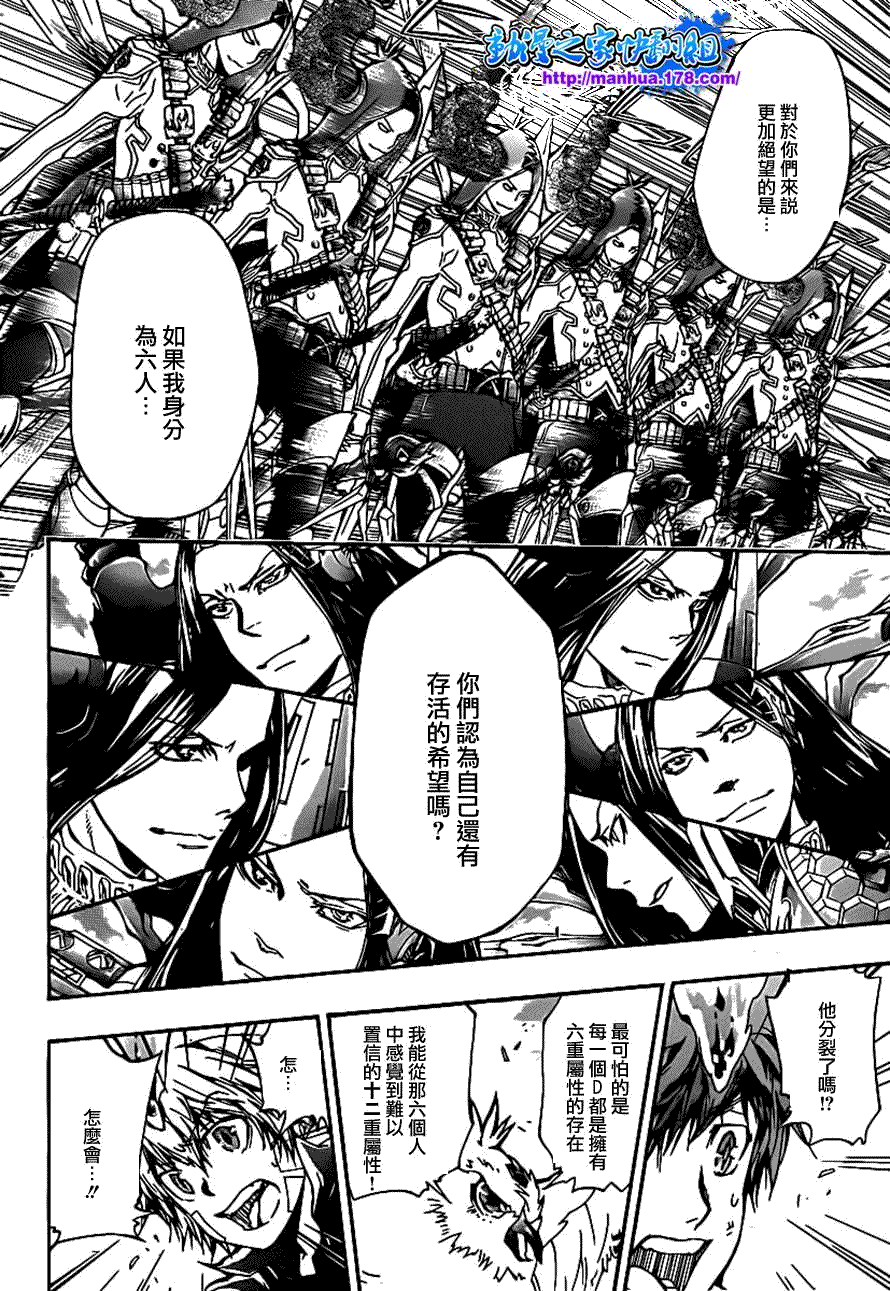 動漫之家快翻組
http://manhua.178.com/
對於你們來說
更加絕望的是…
如果我身分
為六人…
你們認為自己還有
存活的希望嗎?
他分裂了嗎!?
最可怕的是
每一個D都是擁有
六重屬性的存在
我能從那六個人
中感覺到難以
置信的十二重屬性！
怎…
怎麼會…!!